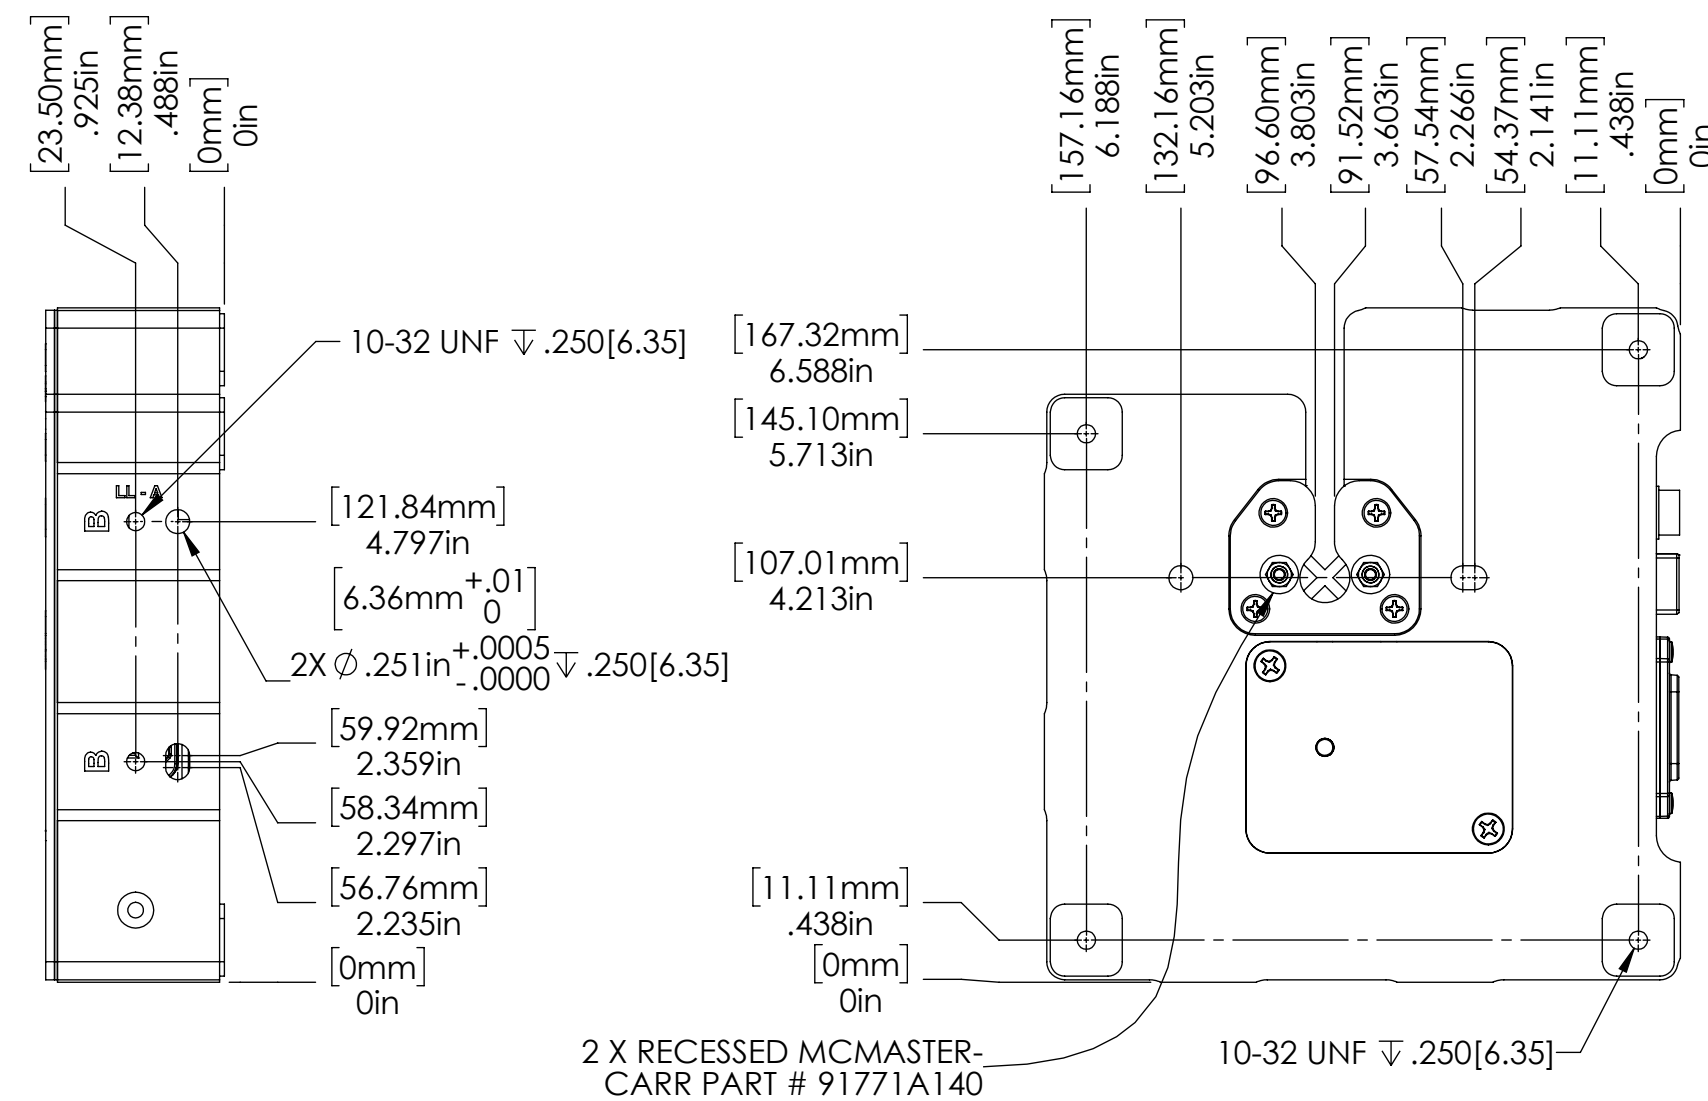 [23.50mm]
.925in
[12.38mm]
.488in
[0mm]
0in
[157.16mm]
6.188in
[132.16mm]
5.203in
[96.60mm]
3.803in
[91.52mm]
3.603in
[57.54mm]
2.266in
[54.37mm]
2.141in
[11.11mm]
.438in
[0mm]
0in
10-32 UNF ↧ .250[6.35]
LL - A
B
[121.84mm]
4.797in
[6.36mm +.01 0]
2X ∅ .251in +.0005 -.0000 ↧ .250[6.35]
B
[59.92mm]
2.359in
[58.34mm]
2.297in
[56.76mm]
2.235in
[0mm]
0in
[167.32mm]
6.588in
[145.10mm]
5.713in
[107.01mm]
4.213in
[11.11mm]
.438in
[0mm]
0in
2 X RECESSED MCMASTER-
CARR PART # 91771A140
10-32 UNF ↧ .250[6.35]